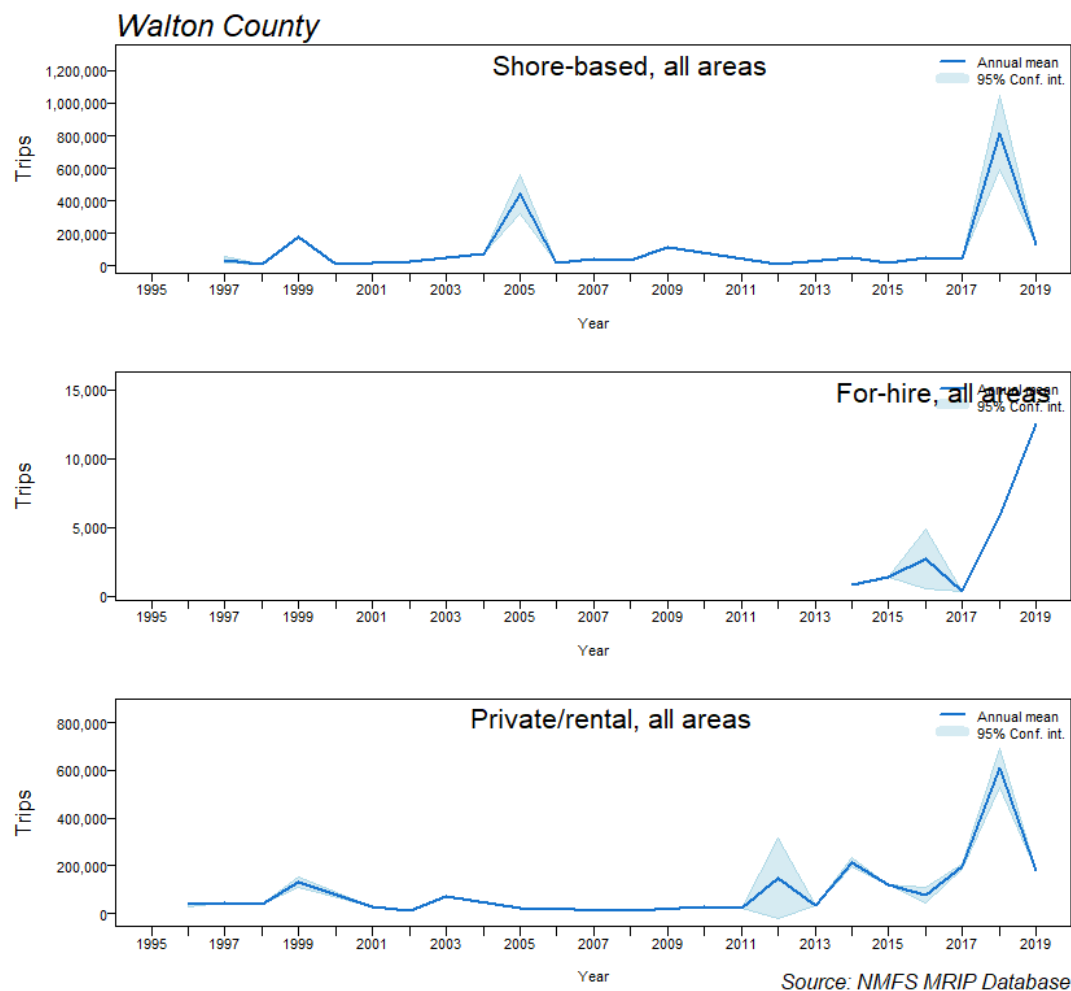 Walton County
Shore-based, all areas
Annual mean
95% Conf. int.
Trips
1,200,000
1,000,000
800,000
600,000
400,000
200,000
0
1995 1997 1999 2001 2003 2005 2007 2009 2011 2013 2015 2017 2019
Year
For-hire, all areas
Annual mean
95% Conf. int.
Trips
15,000
10,000
5,000
0
1995 1997 1999 2001 2003 2005 2007 2009 2011 2013 2015 2017 2019
Year
Private/rental, all areas
Annual mean
95% Conf. int.
Trips
800,000
600,000
400,000
200,000
0
1995 1997 1999 2001 2003 2005 2007 2009 2011 2013 2015 2017 2019
Year
Source: NMFS MRIP Database